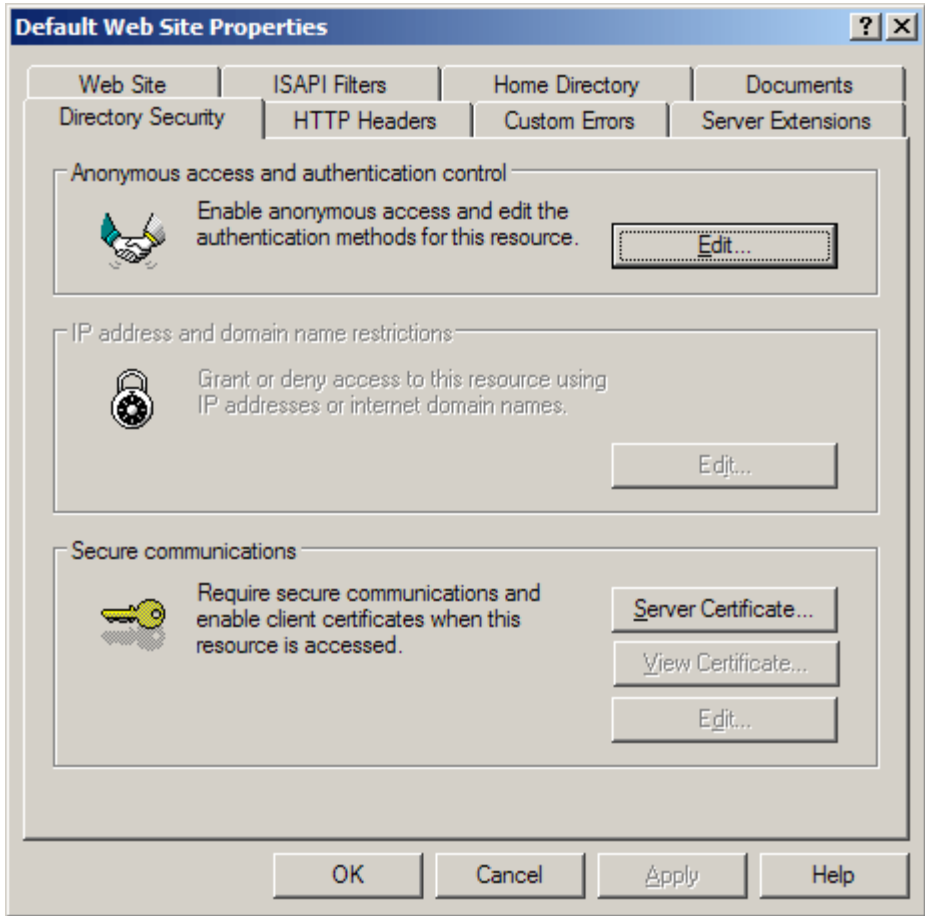 Default Web Site Properties
Web Site
ISAPI Filters
Home Directory
Documents
Directory Security
HTTP Headers
Custom Errors
Server Extensions
Anonymous access and authentication control
Enable anonymous access and edit the
authentication methods for this resource.
Edit...
IP address and domain name restrictions
Grant or deny access to this resource using
IP addresses or internet domain names.
Edit...
Secure communications
Require secure communications and
enable client certificates when this
resource is accessed.
Server Certificate...
View Certificate...
Edit...
OK
Cancel
Apply
Help